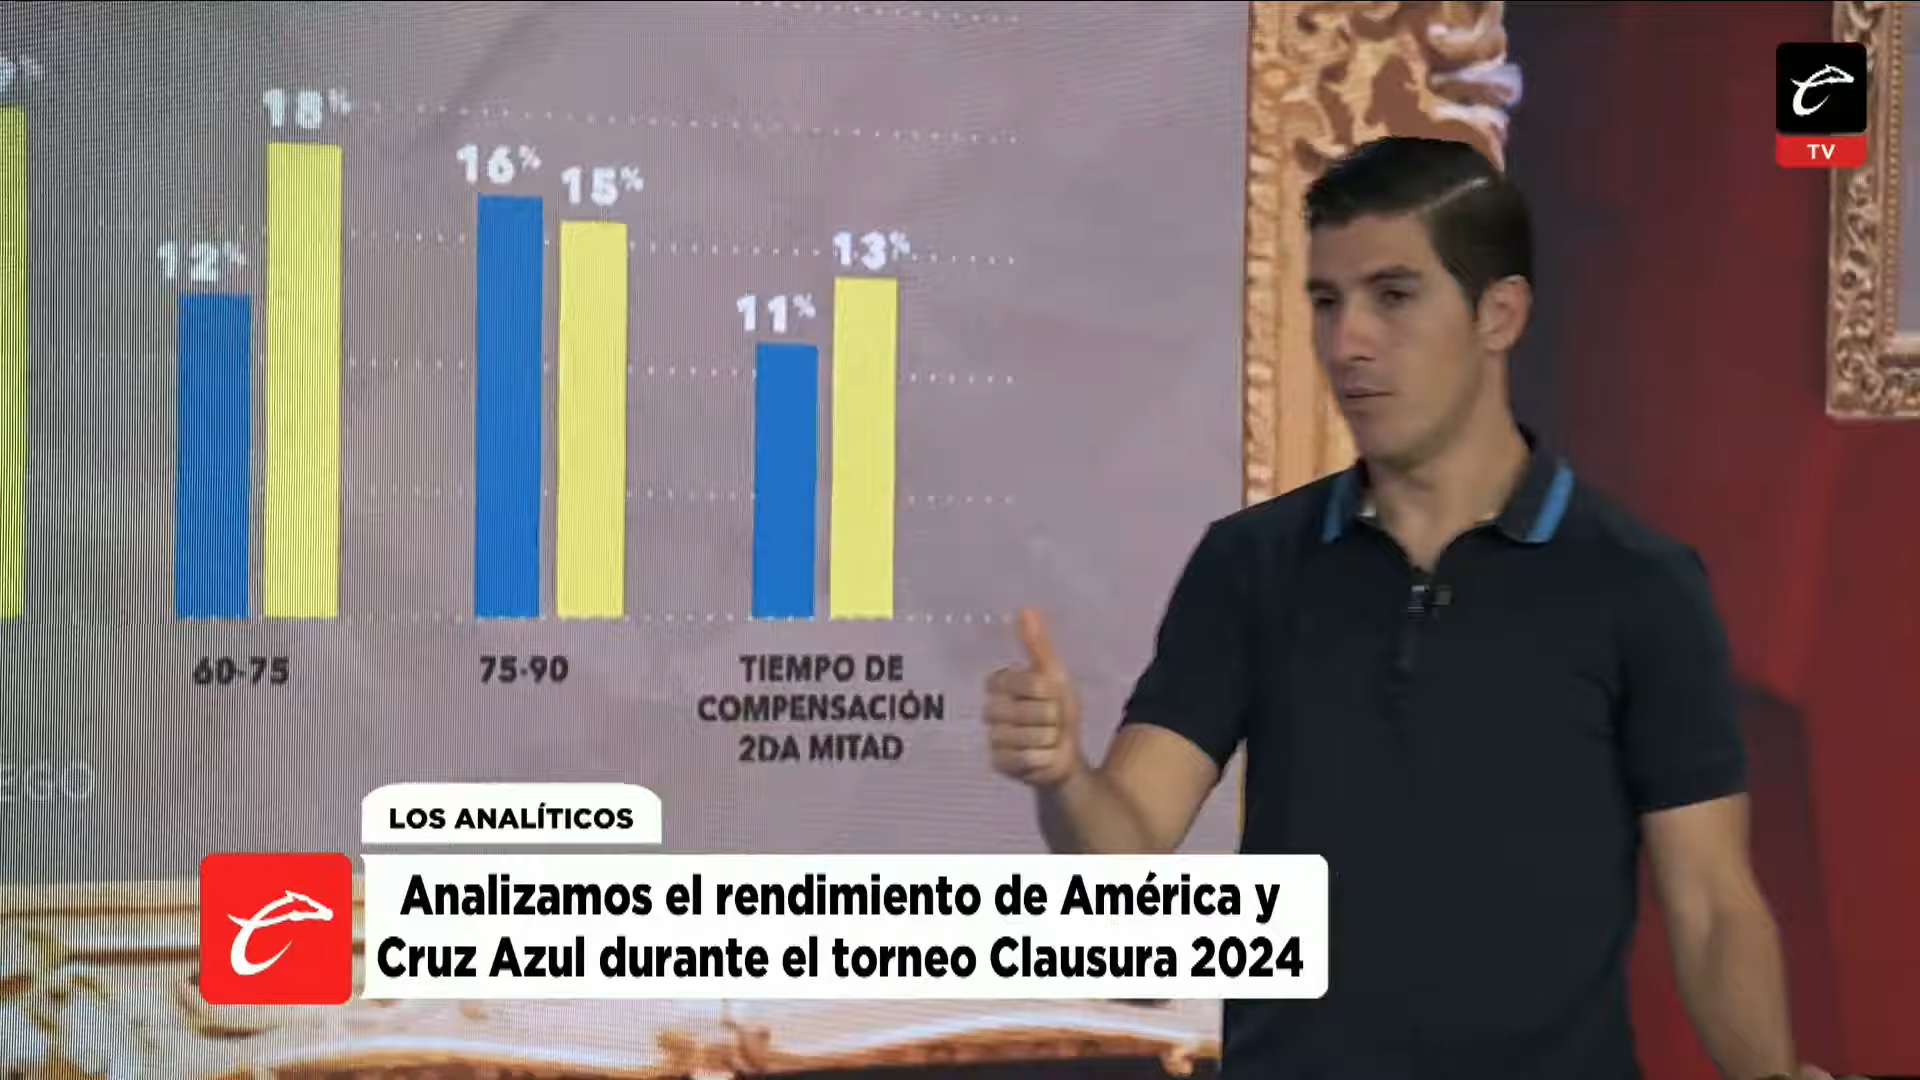 TV
18%
16%
15%
12%
13%
11%
60-75
75-90
TIEMPO DE
COMPENSACIÓN
2DA MITAD
EGO
LOS ANALÍTICOS
Analizamos el rendimiento de América y
Cruz Azul durante el torneo Clausura 2024